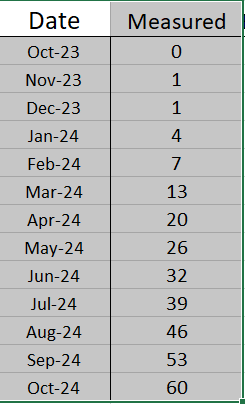 Date Measured
Oct-23 0
Nov-23 1
Dec-23 1
Jan-24 4
Feb-24 7
Mar-24 13
Apr-24 20
May-24 26
Jun-24 32
Jul-24 39
Aug-24 46
Sep-24 53
Oct-24 60